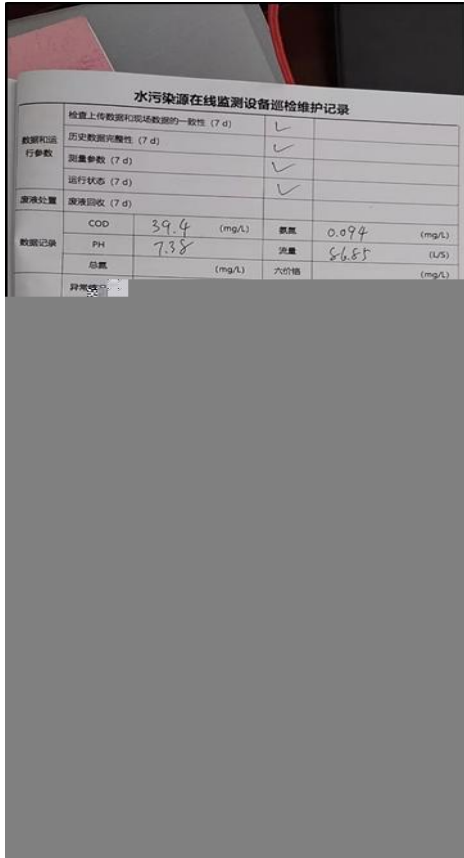 水污染源在线监测设备巡检维护记录
数据和运行参数 检查上传数据和现场数据的一致性 (7 d) ✓
历史数据完整性 (7 d) ✓
测量参数 (7 d) ✓
运行状态 (7 d) ✓
废液处置 废液回收 (7 d)
数据记录 COD 39.4 (mg/L) 氨氮 0.094 (mg/L)
PH 7.38 流量 86.85 (L/S)
总氮 (mg/L) 六价铬 (mg/L)
异常